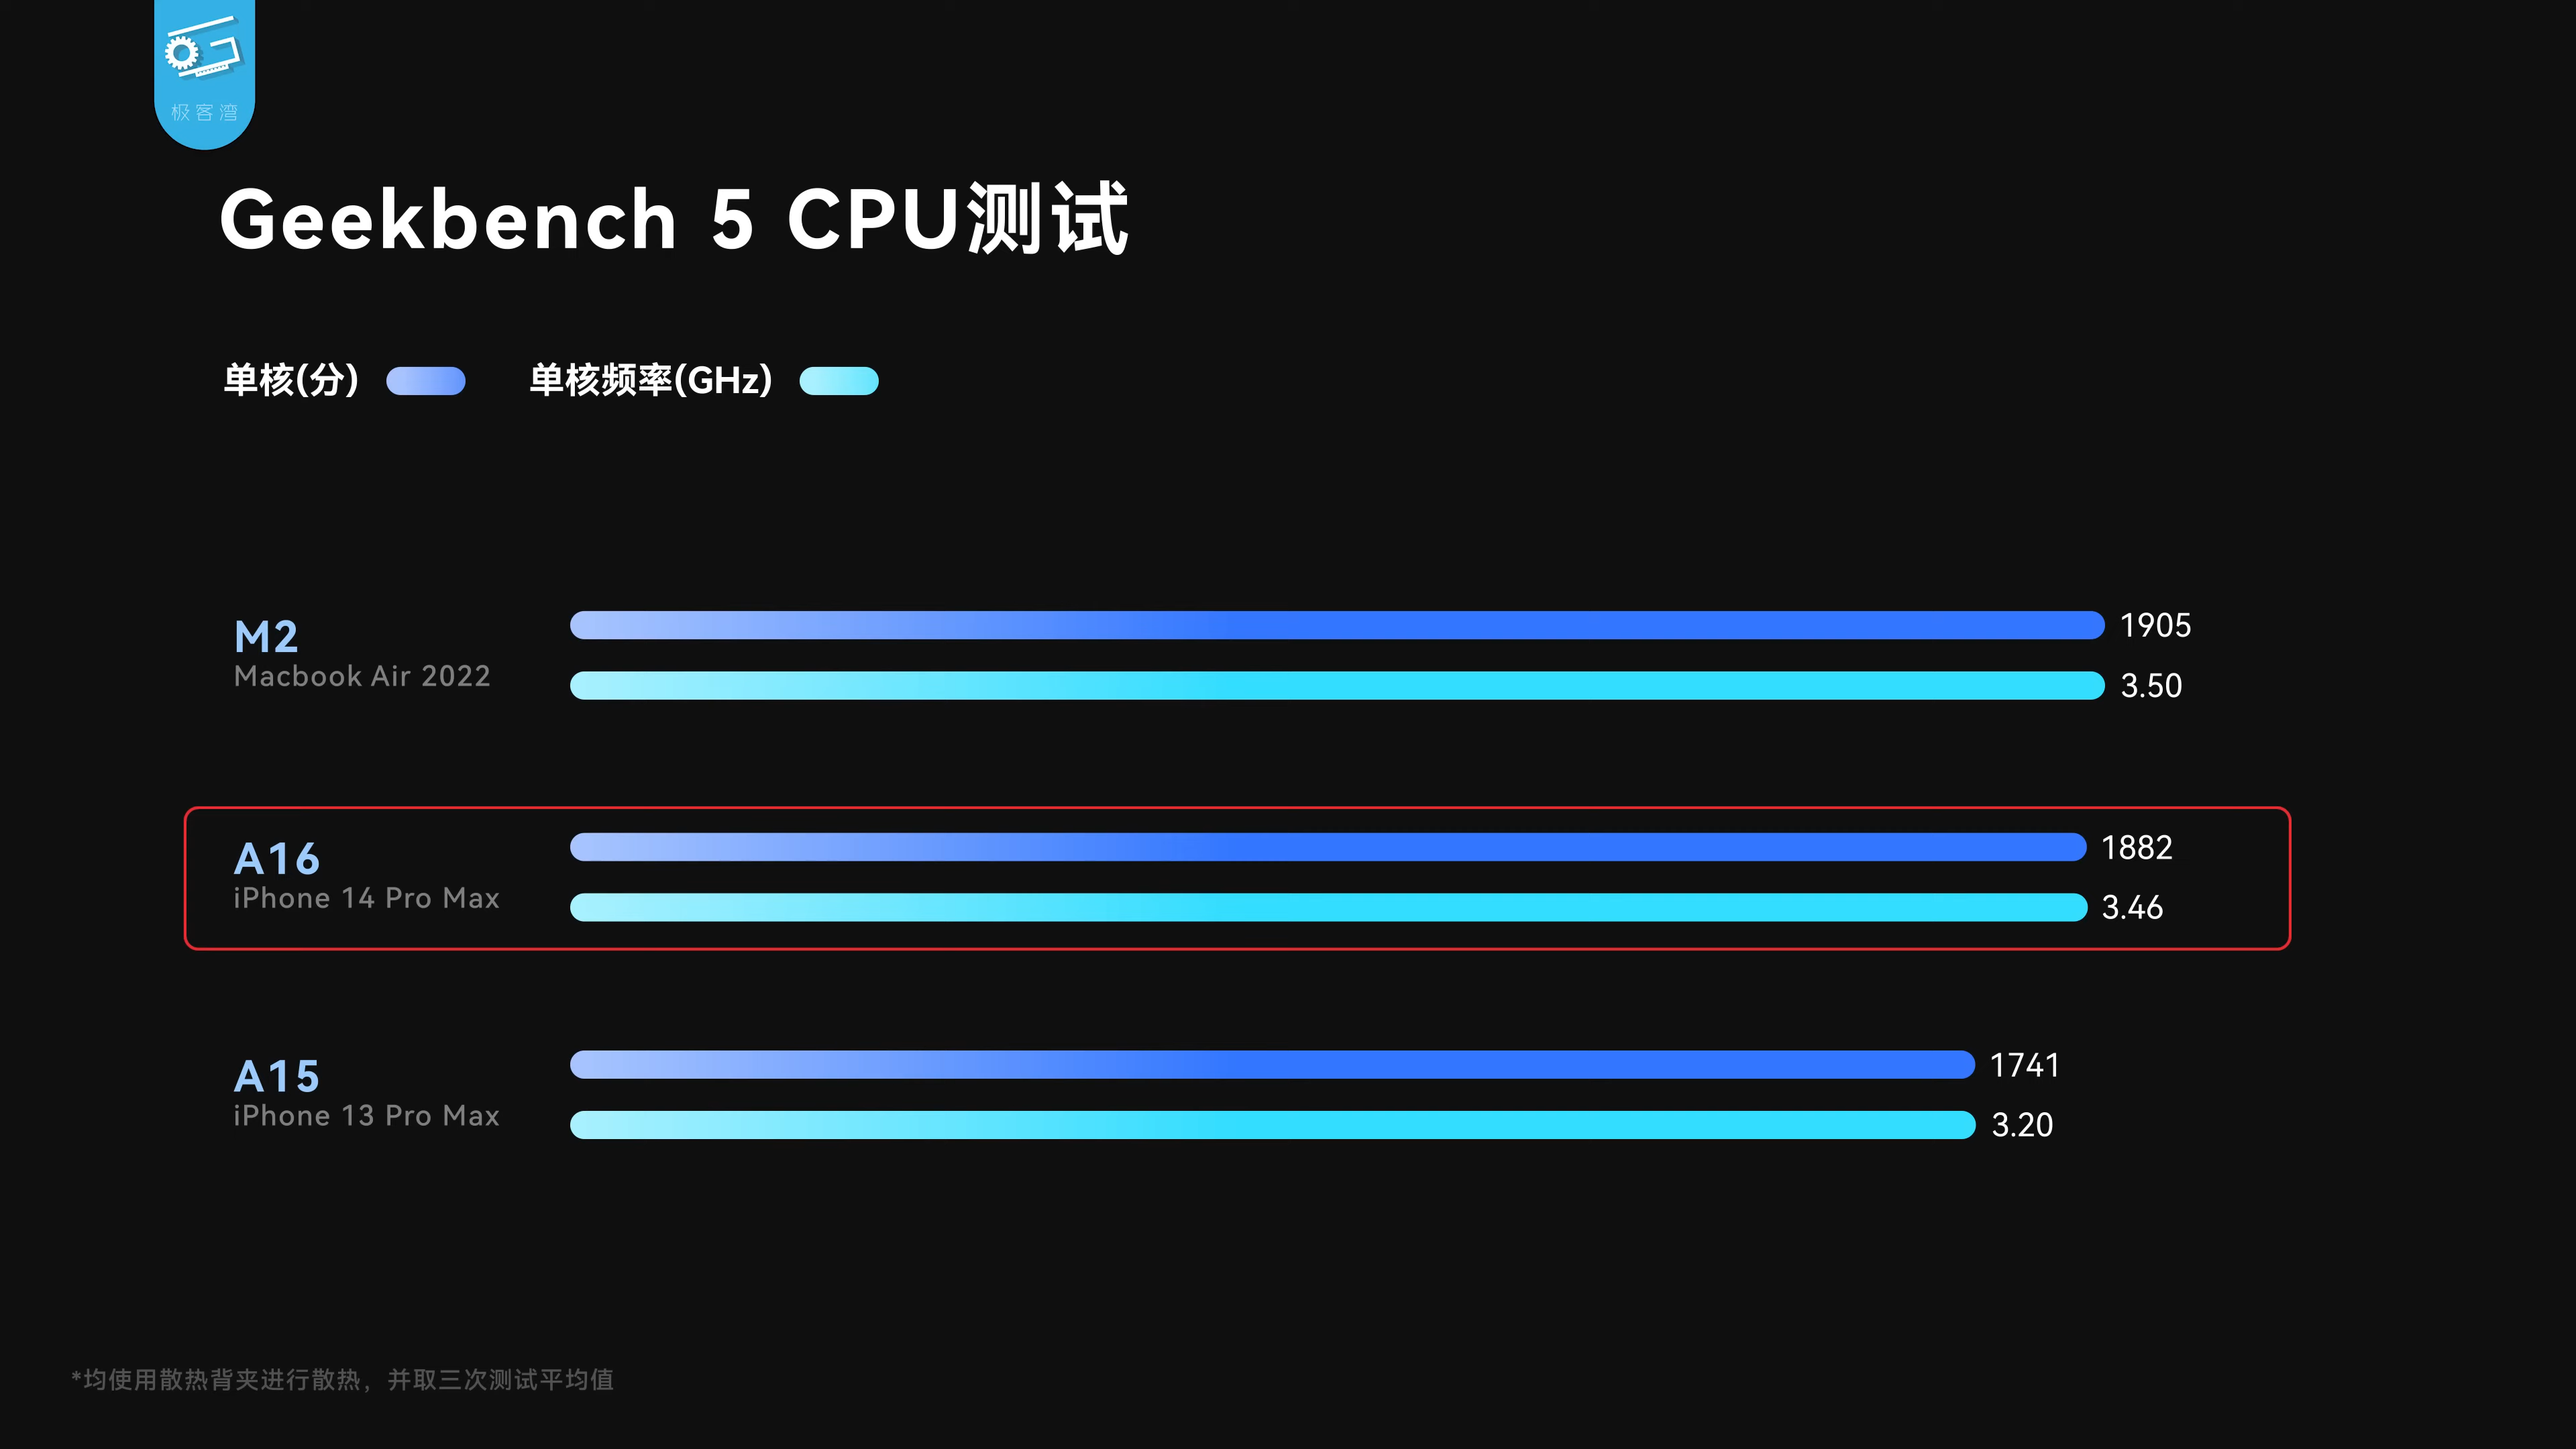 极客湾
Geekbench 5 CPU测试
单核(分) 单核频率(GHz)
M2
Macbook Air 2022
1905
3.50
A16
iPhone 14 Pro Max
1882
3.46
A15
iPhone 13 Pro Max
1741
3.20
*均使用散热背夹进行散热，并取三次测试平均值